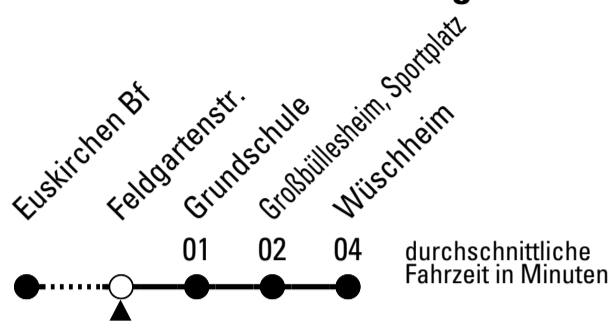 Euskirchen Bf
Feldgartenstr.
Grundschule
Großbüllesheim, Sportplatz
Wüschheim
01 02 04
durchschnittliche
Fahrzeit in Minuten